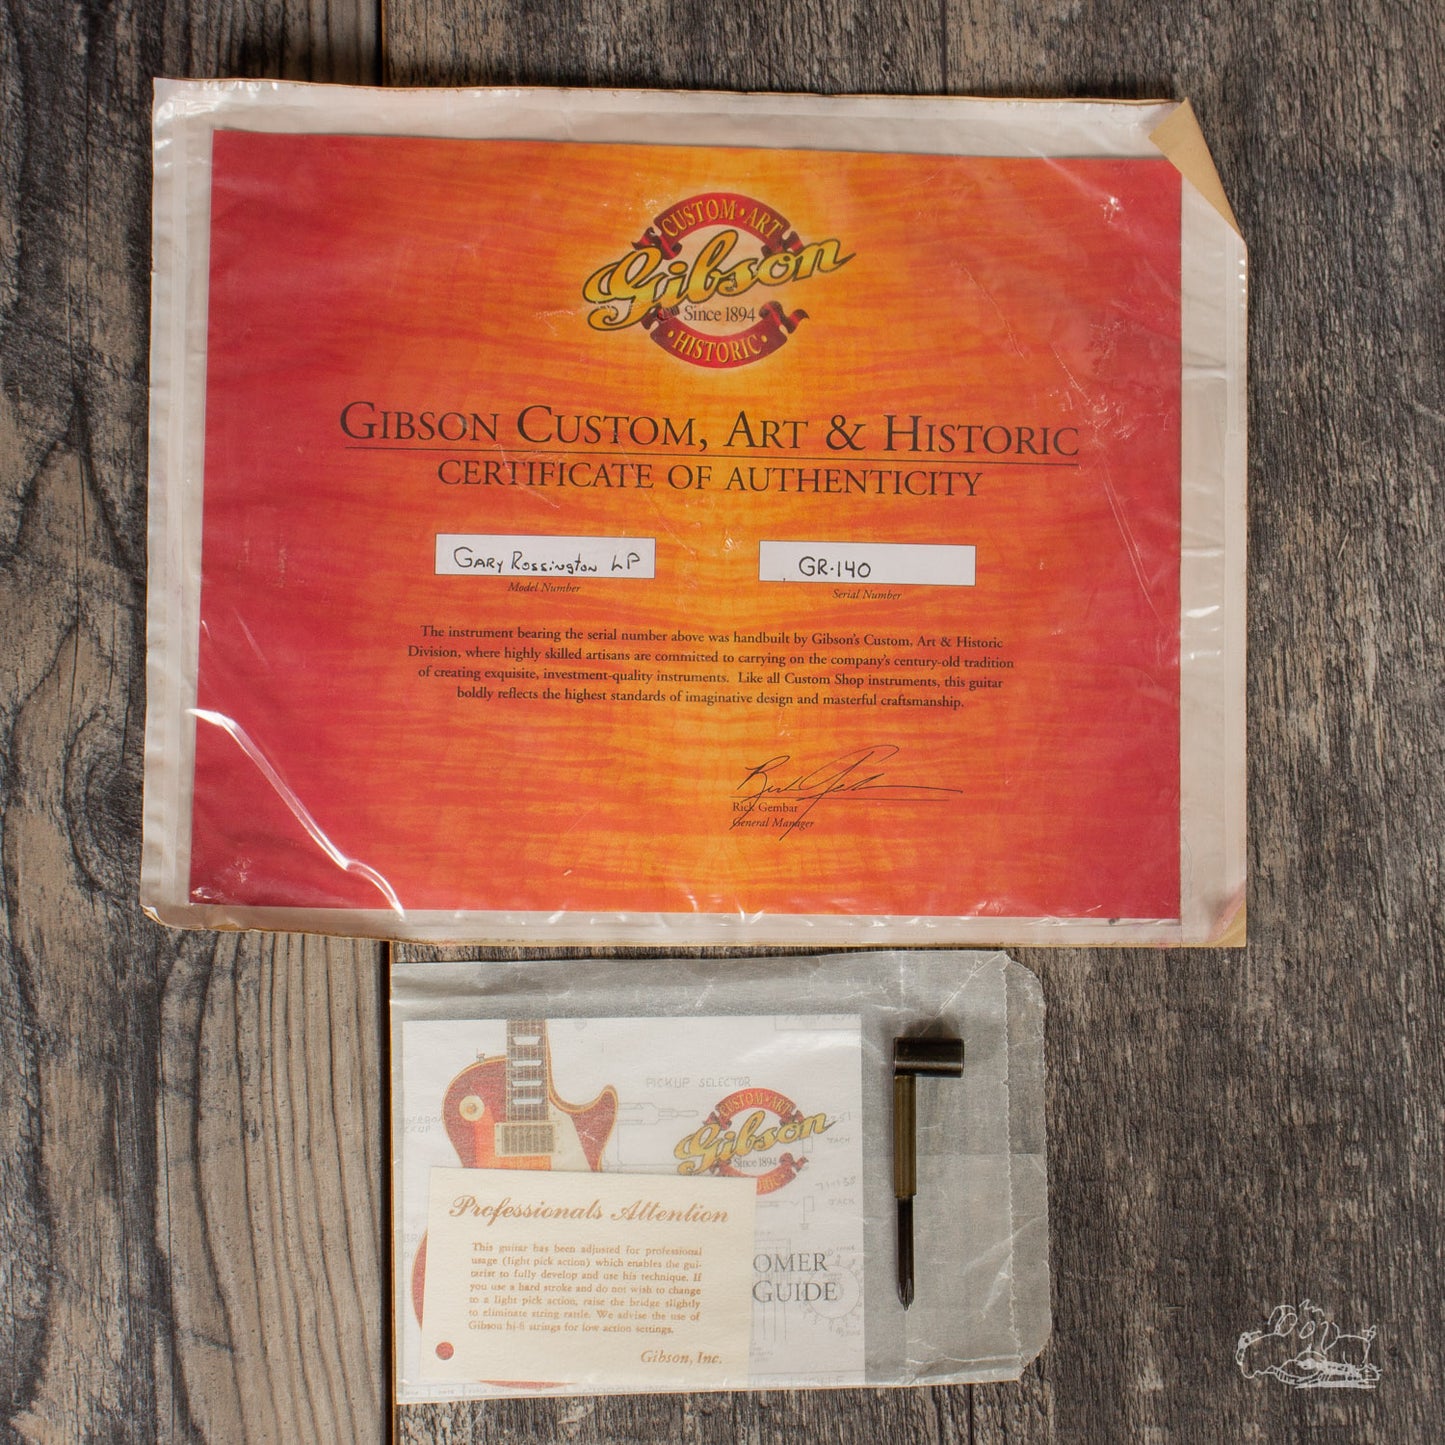 CUSTOM · ART
Gibson
Since 1894
· HISTORIC ·
GIBSON CUSTOM, ART & HISTORIC
CERTIFICATE OF AUTHENTICITY
GARY ROSSINGTON LP
GR-140
Model Number
Serial Number
The instrument bearing the serial number above was handbuilt by Gibson's Custom, Art & Historic
Division, where highly skilled artisans are committed to carrying on the company's century-old tradition
of creating exquisite, investment-quality instruments. Like all Custom Shop instruments, this guitar
boldly reflects the highest standards of imaginative design and masterful craftsmanship.
Rick Gembar
General Manager
PICKUP SELECTOR
CUSTOM · ART
Gibson
Since 1894
JACK
JACK
OMER
GUIDE
Professionals Attention
This guitar has been adjusted for professional
usage (light pick action) which enables the gui-
tarist to fully develop and use his technique. If
you use a hard stroke and do not wish to change
to a light pick action, raise the bridge slightly
to eliminate string rattle. We advise the use of
Gibson hi-fi strings for low action settings.
Gibson, Inc.